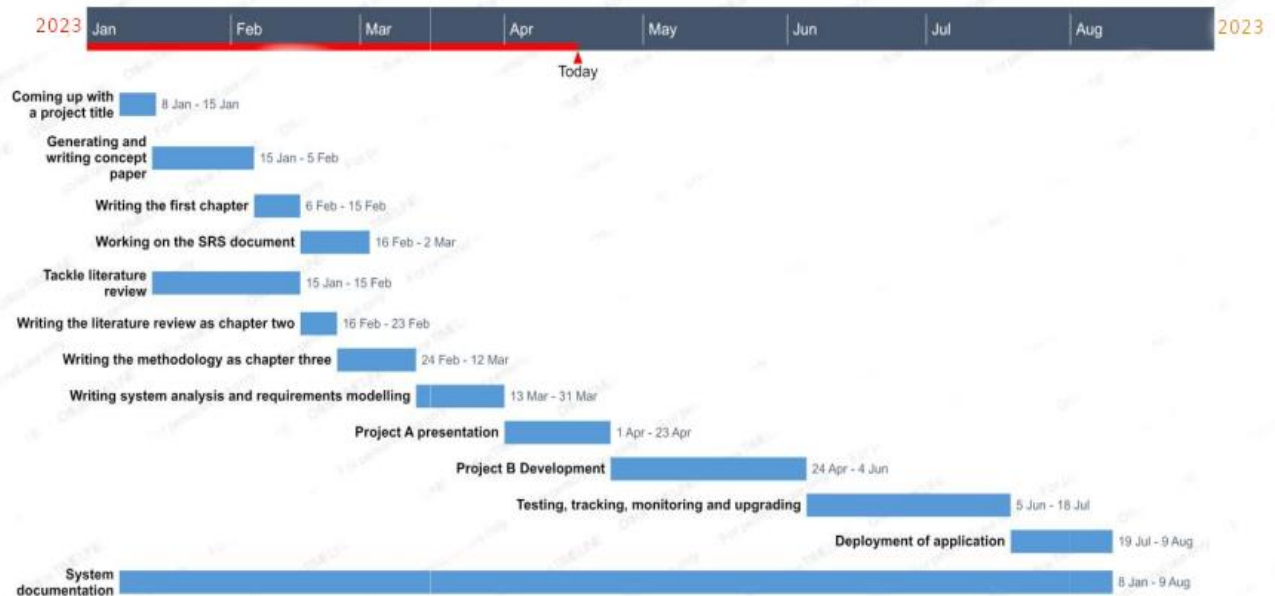 2023 Jan Feb Mar Apr May Jun Jul Aug 2023
Today
Coming up with
a project title
8 Jan - 15 Jan
Generating and
writing concept
paper
15 Jan - 5 Feb
Writing the first chapter
6 Feb - 15 Feb
Working on the SRS document
16 Feb - 2 Mar
Tackle literature
review
15 Jan - 15 Feb
Writing the literature review as chapter two
16 Feb - 23 Feb
Writing the methodology as chapter three
24 Feb - 12 Mar
Writing system analysis and requirements modelling
13 Mar - 31 Mar
Project A presentation
1 Apr - 23 Apr
Project B Development
24 Apr - 4 Jun
Testing, tracking, monitoring and upgrading
5 Jun - 18 Jul
Deployment of application
19 Jul - 9 Aug
System
documentation
8 Jan - 9 Aug